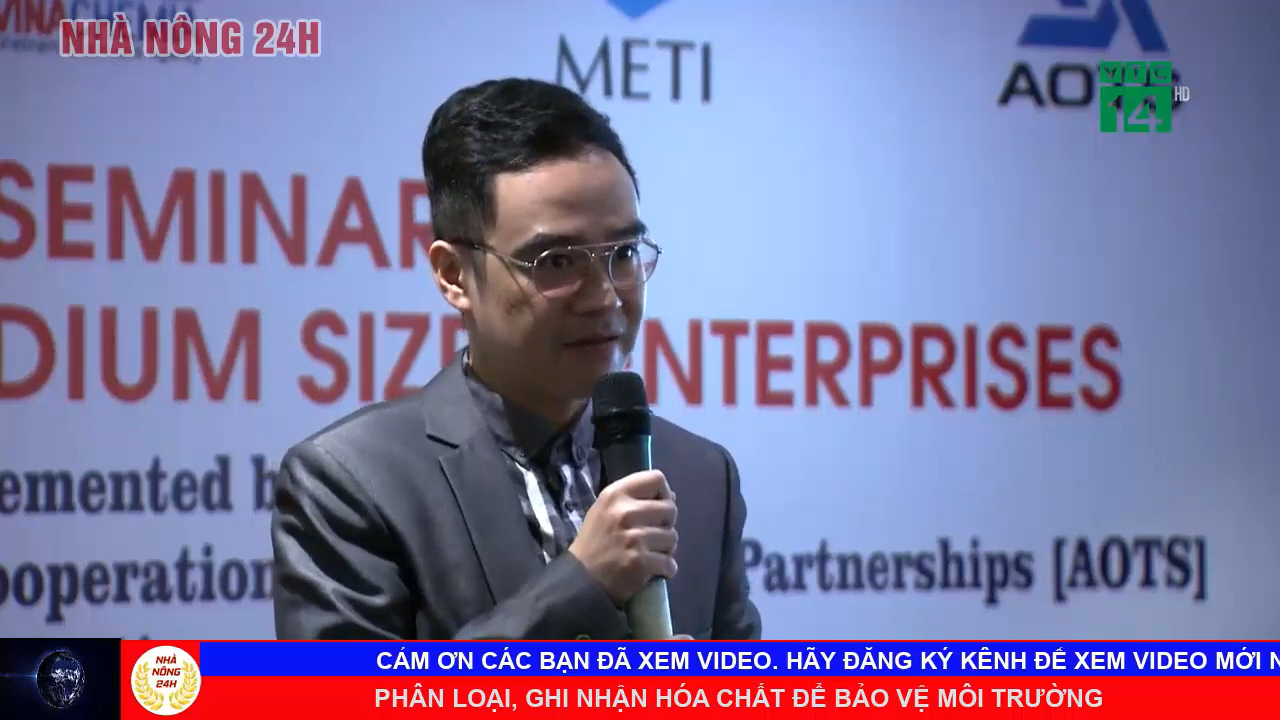 VINACHEMIE
NHÀ NÔNG 24H
METI
AOTS
VTC
14
HD
SEMINAR
DIUM SIZE ENTERPRISES
emented b
ooperation
Partnerships [AOTS]
NHÀ
NÔNG
24H
CÁM ƠN CÁC BẠN ĐÃ XEM VIDEO. HÃY ĐĂNG KÝ KÊNH ĐỂ XEM VIDEO MỚI N
PHÂN LOẠI, GHI NHẬN HÓA CHẤT ĐỂ BẢO VỆ MÔI TRƯỜNG